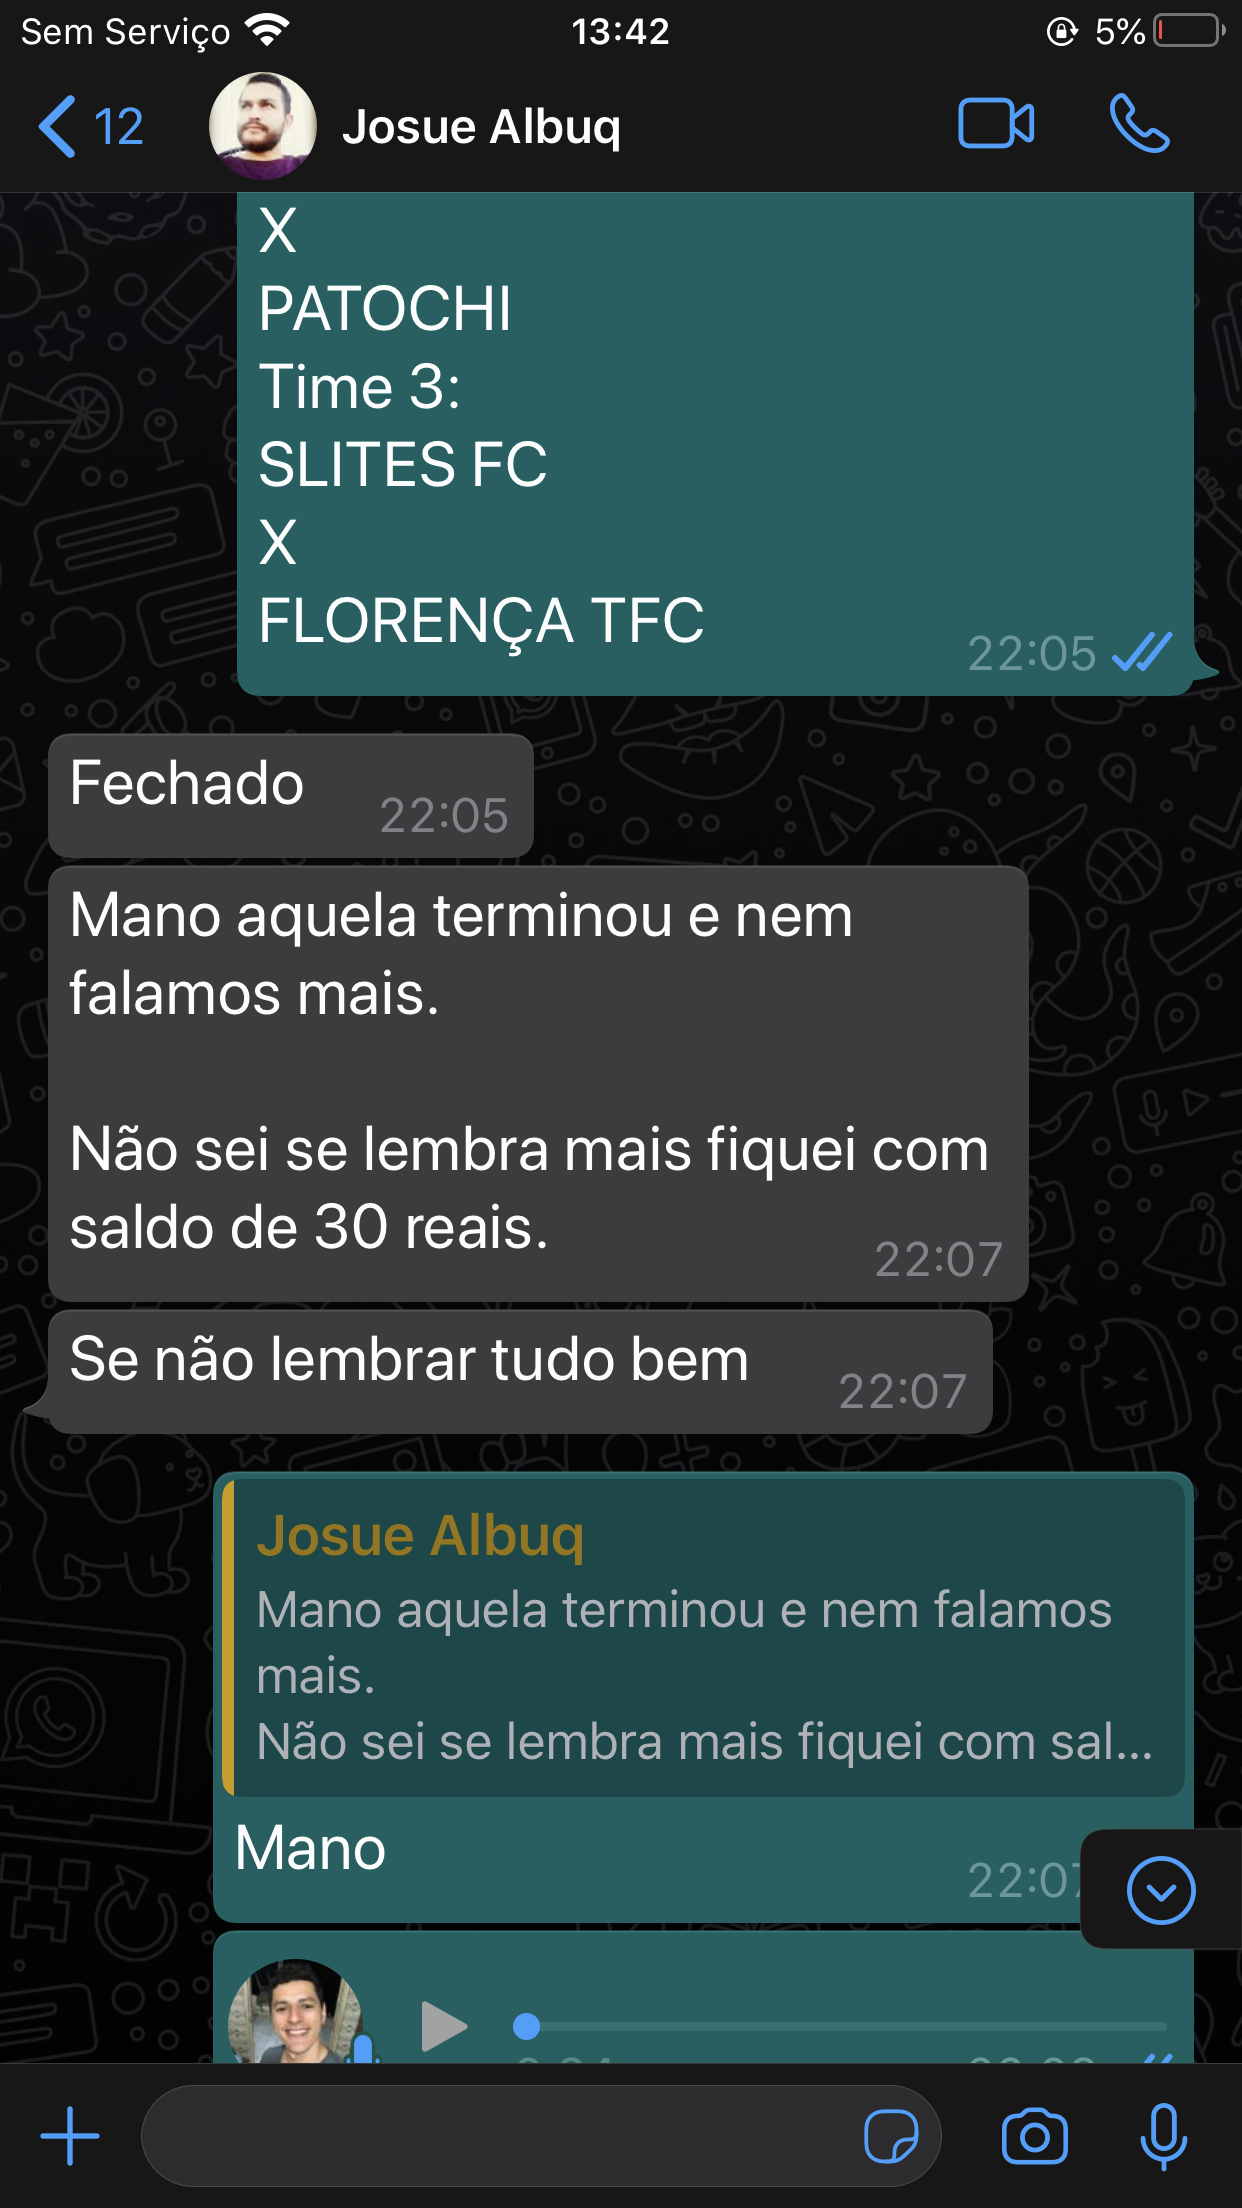 Sem Serviço 13:42 5%
12 Josue Albuq
X
PATOCHI
Time 3:
SLITES FC
X
FLORENÇA TFC
22:05
Fechado
22:05
Mano aquela terminou e nem
falamos mais.
Não sei se lembra mais fiquei com
saldo de 30 reais.
22:07
Se não lembrar tudo bem
22:07
Josue Albuq
Mano aquela terminou e nem falamos
mais.
Não sei se lembra mais fiquei com sal...
Mano
22:07